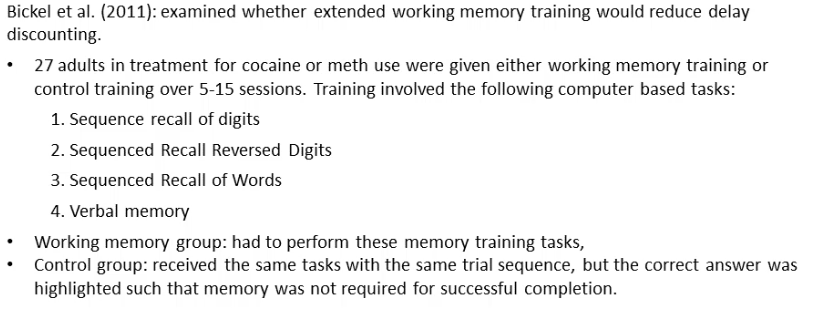 Bickel et al. (2011): examined whether extended working memory training would reduce delay
discounting.
• 27 adults in treatment for cocaine or meth use were given either working memory training or
control training over 5-15 sessions. Training involved the following computer based tasks:
1. Sequence recall of digits
2. Sequenced Recall Reversed Digits
3. Sequenced Recall of Words
4. Verbal memory
• Working memory group: had to perform these memory training tasks,
• Control group: received the same tasks with the same trial sequence, but the correct answer was
highlighted such that memory was not required for successful completion.